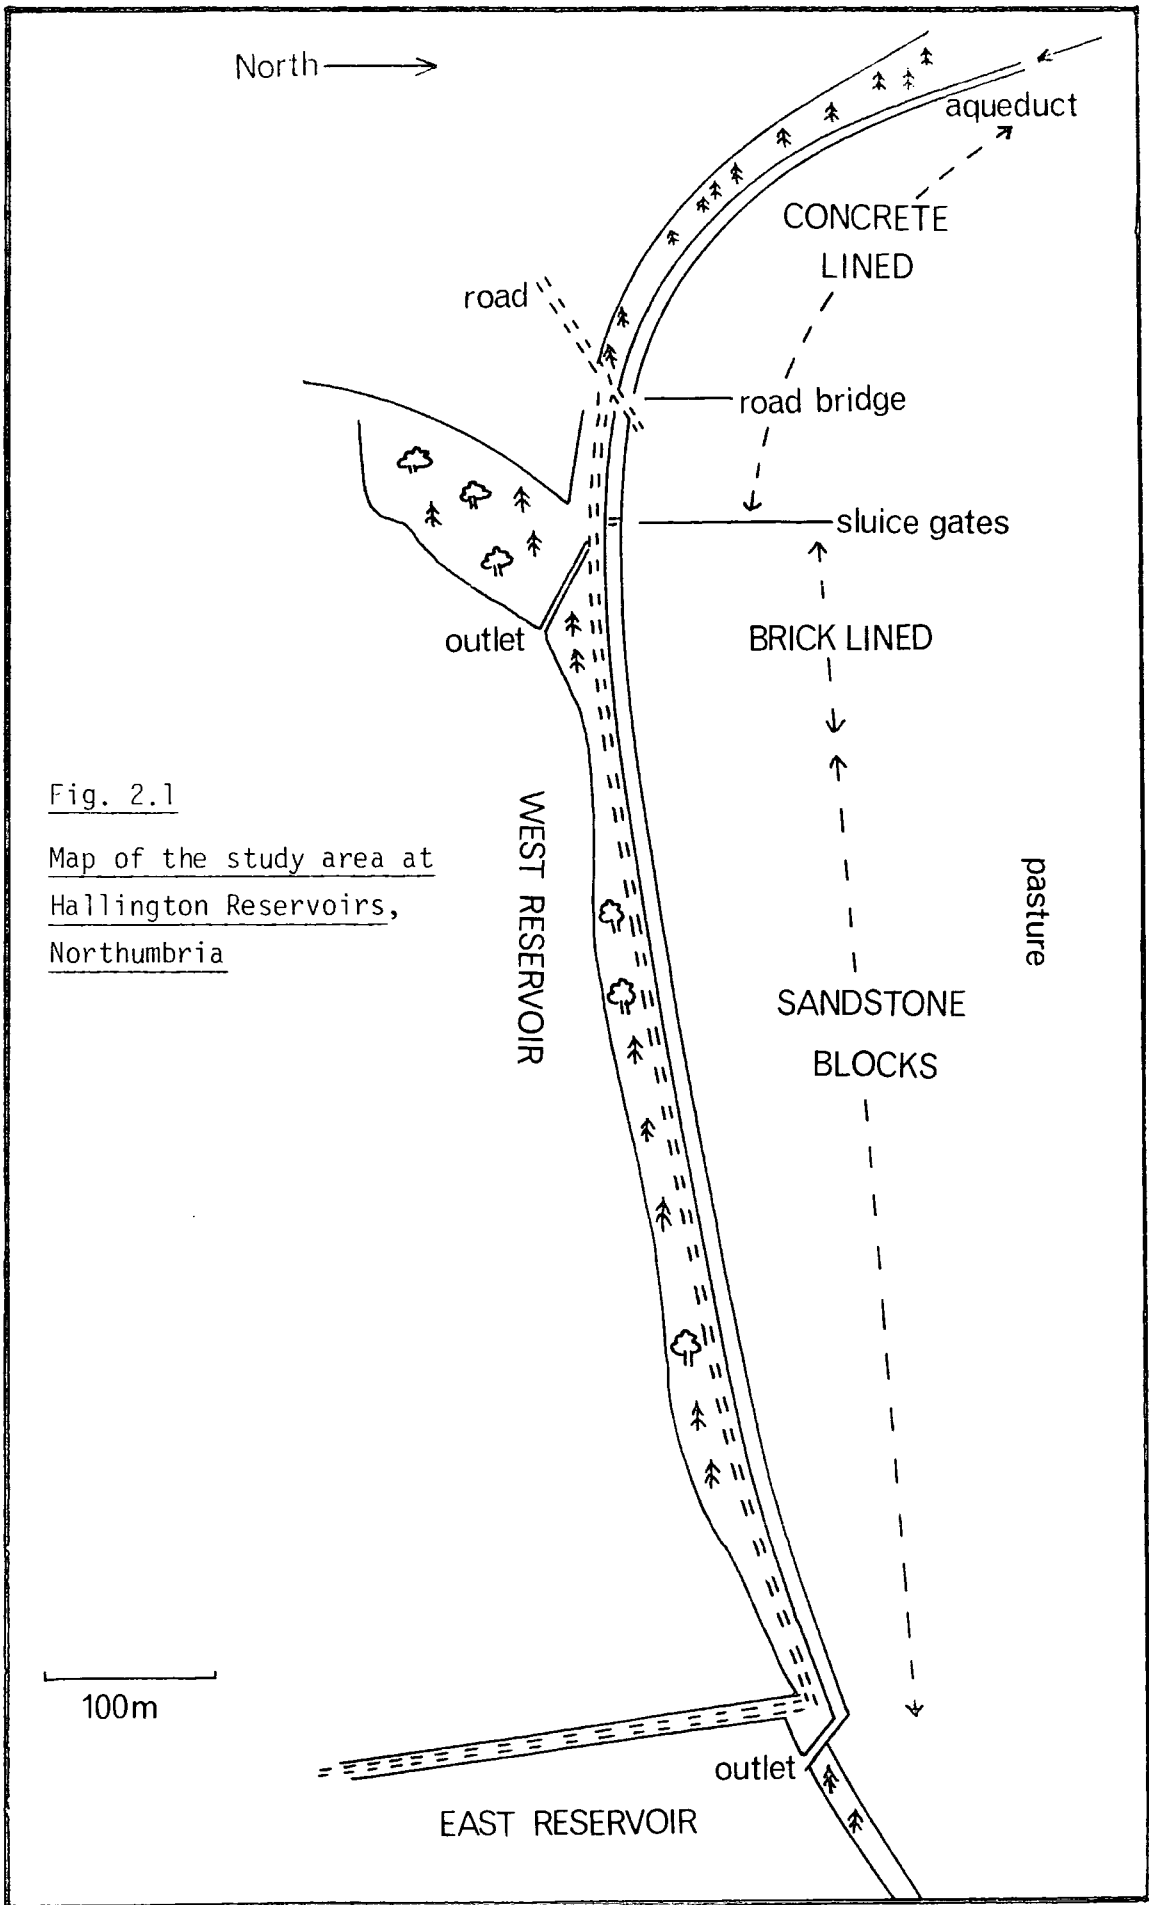 North
aqueduct
CONCRETE
LINED
road
road bridge
sluice gates
outlet
BRICK LINED
Fig. 2.1
Map of the study area at
Hallington Reservoirs,
Northumbria
WEST RESERVOIR
pasture
SANDSTONE
BLOCKS
100m
outlet
EAST RESERVOIR